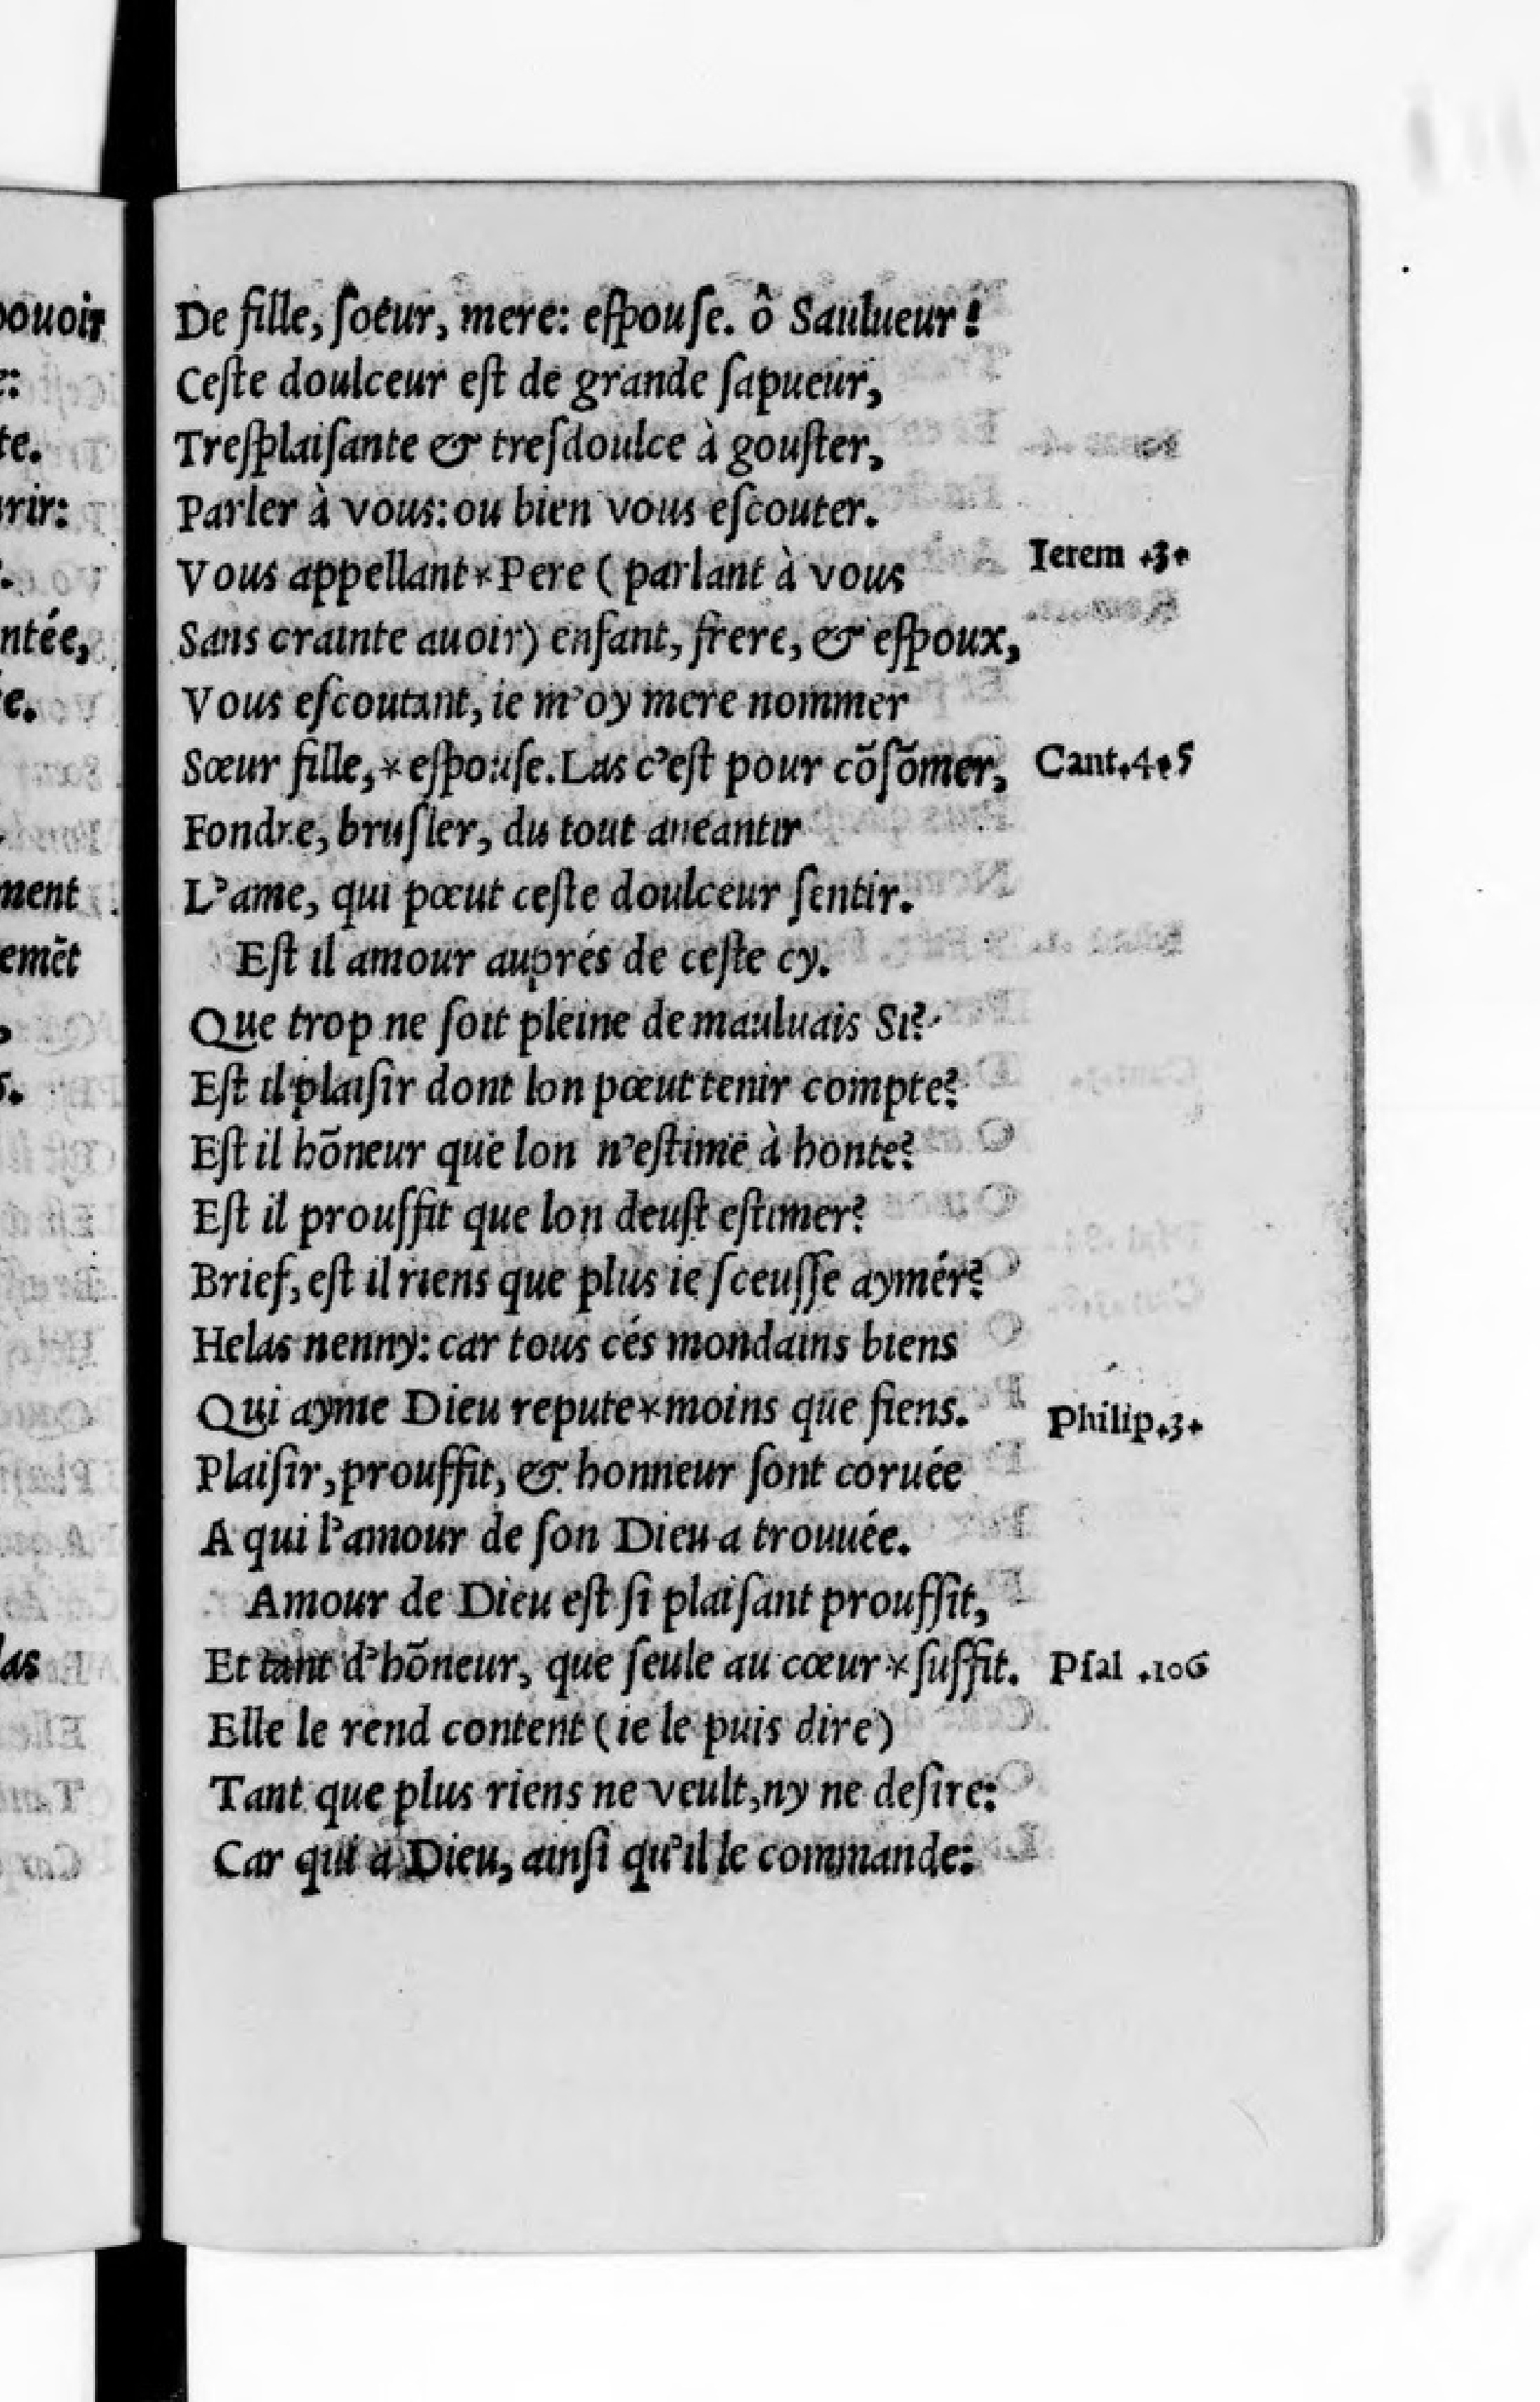 De fille, ſoeur, mere: eſpouſe. ô Saulueur!
Ceſte doulceur eſt de grande ſapueur,
Treſplaiſante & treſdoulce à gouſter,
Parler à vous: ou bien vous eſcouter.
Vous appellant*Pere (parlant à vous
Ierem .3.
Sans crainte auoir) enfant, frere, & eſpoux,
Vous eſcoutant, ie m'oy mere nommer
Sœur fille,*eſpouſe. Las c'eſt pour cõſõmer,
Cant.4.5
Fondre, bruſler, du tout aneantir
L'ame, qui pœut ceſte doulceur ſentir.
Eſt il amour auprés de ceſte cy.
Que trop ne ſoit pleine de mauluais Si?
Eſt il plaiſir dont lon pœut tenir compte?
Eſt il hõneur que lon n'eſtime à honte?
Eſt il prouffit que lon deuſt eſtimer?
Brief, eſt il riens que plus ie ſceuſſe aymér?
Helas nenny: car tous cés mondains biens
Qui ayme Dieu repute*moins que fiens.
Philip.3.
Plaiſir, prouffit, & honneur ſont coruée
A qui l'amour de ſon Dieu a trouuée.
Amour de Dieu eſt ſi plaiſant prouffit,
Et tant d'hõneur, que ſeule au cœur*ſuffit.
Pſal .106
Elle le rend content (ie le puis dire)
Tant que plus riens ne veult, ny ne deſire:
Car qui a Dieu, ainſi qu'il le commande: